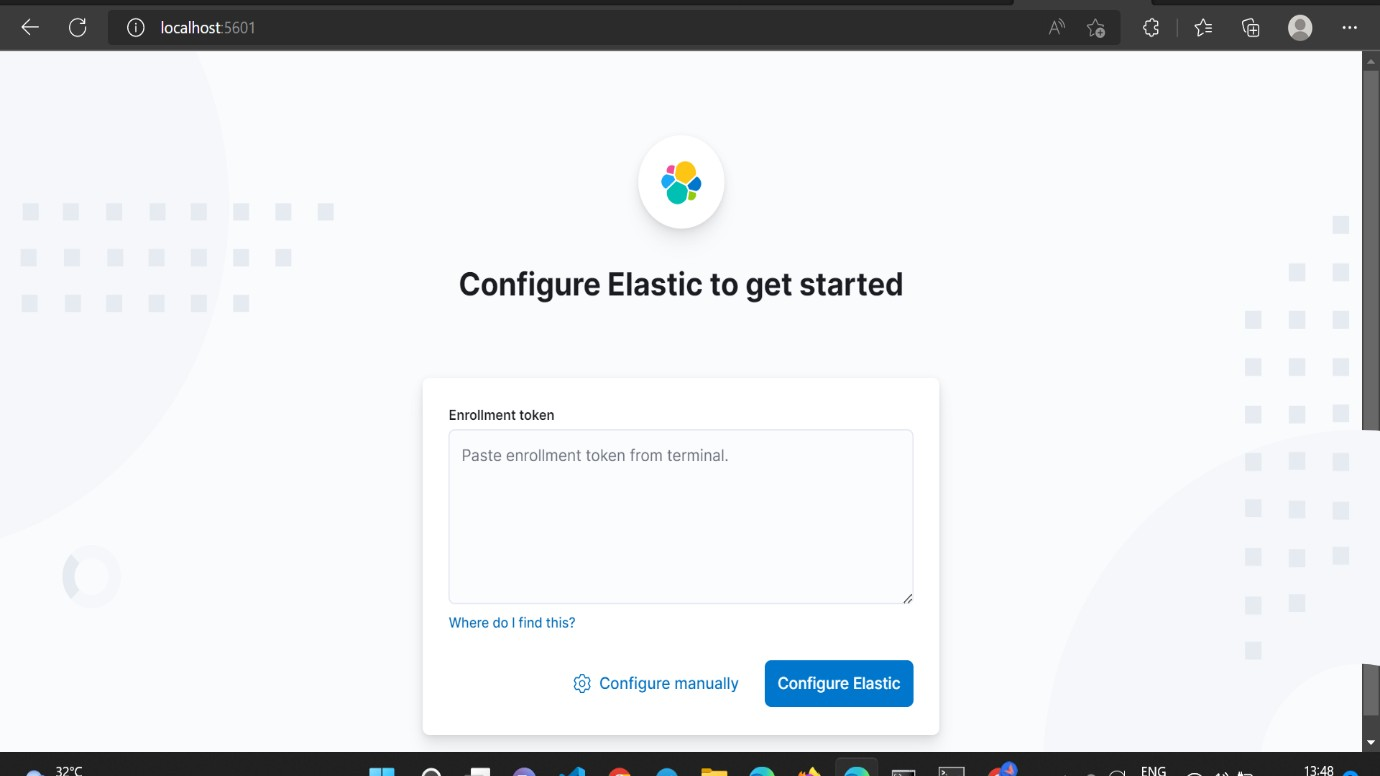 localhost:5601
Configure Elastic to get started
Enrollment token
Paste enrollment token from terminal.
Where do I find this?
Configure manually
Configure Elastic
32°C
ENG
13:48